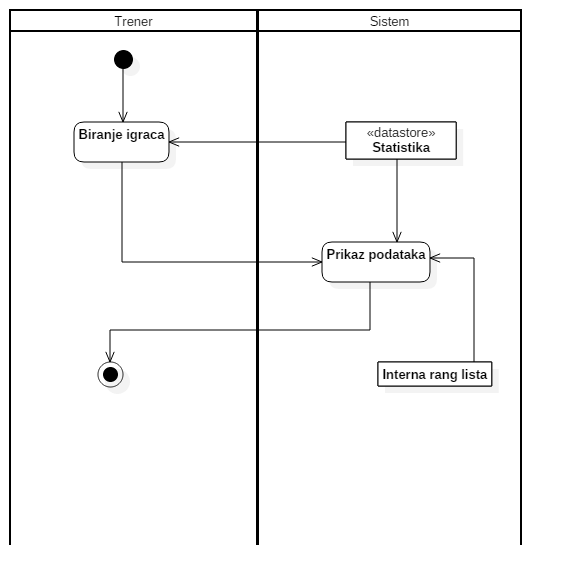 Trener
Sistem
Biranje igraca
«datastore»
Statistika
Prikaz podataka
Interna rang lista